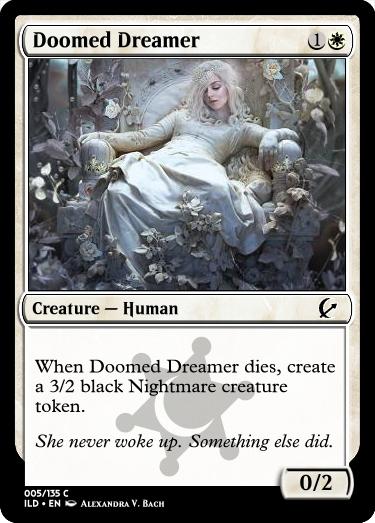 Doomed Dreamer 1
Creature — Human
When Doomed Dreamer dies, create
a 3/2 black Nightmare creature
token.
She never woke up. Something else did.
0/2
005/135 C
ILD • EN Alexandra V. Bach